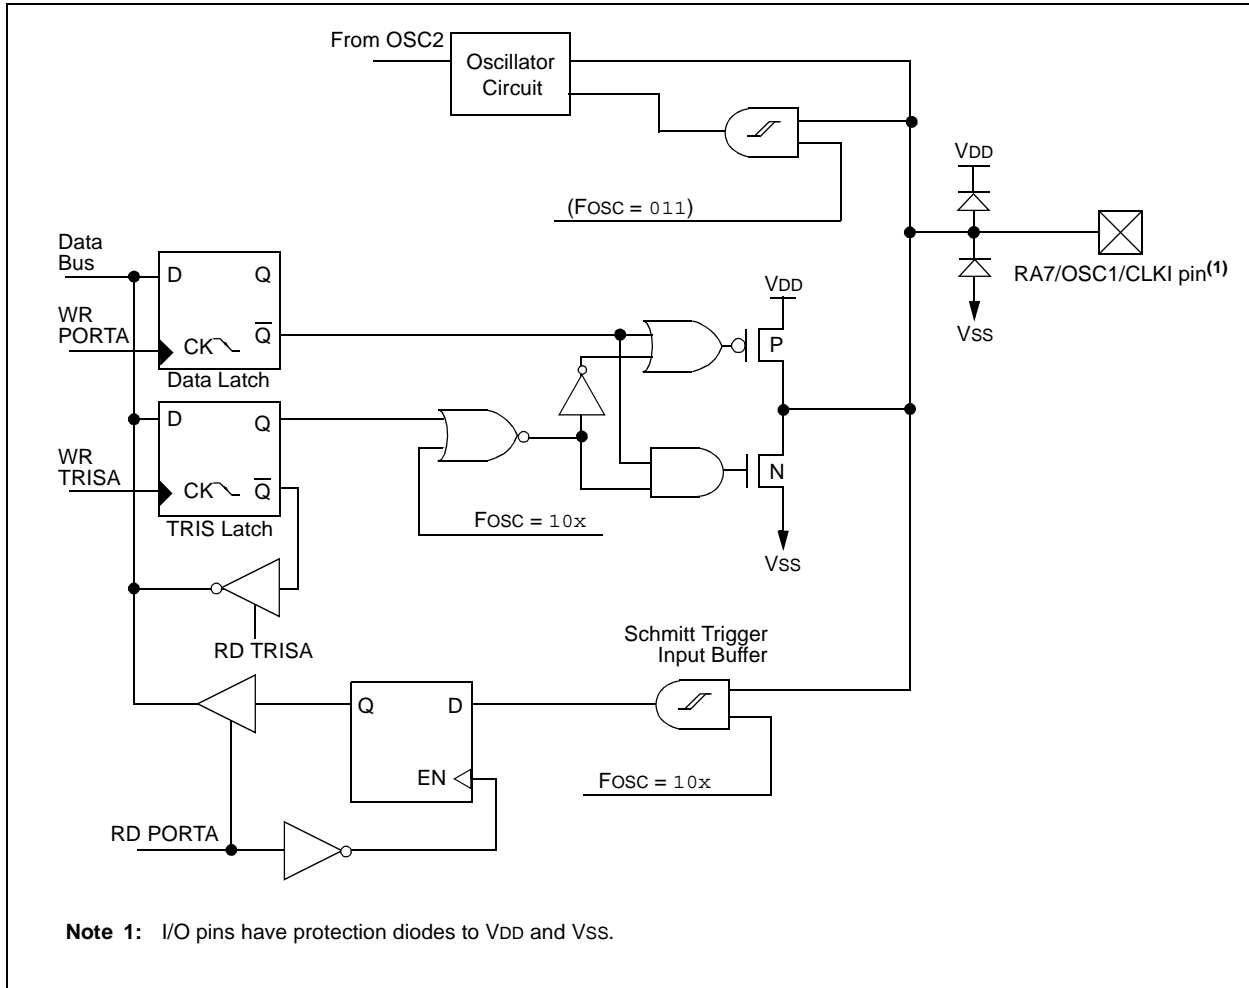 From OSC2
Oscillator
Circuit
VDD
(FOSC = 011)
Data
Bus
D
Q
RA7/OSC1/CLKI pin(1)
WR
PORTA
VDD
VSS
Q
CK
P
Data Latch
D
Q
WR
TRISA
N
CK
Q
FOSC = 10x
TRIS Latch
VSS
Schmitt Trigger
Input Buffer
RD TRISA
Q
D
EN
FOSC = 10x
RD PORTA
Note 1: I/O pins have protection diodes to VDD and VSS.